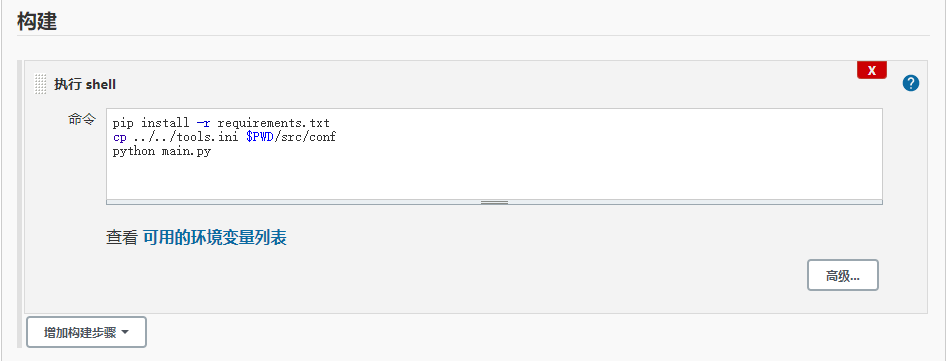 构建
执行 shell
X
?
命令
pip install -r requirements.txt
cp ../../tools.ini $PWD/src/conf
python main.py
查看 可用的环境变量列表
高级...
增加构建步骤